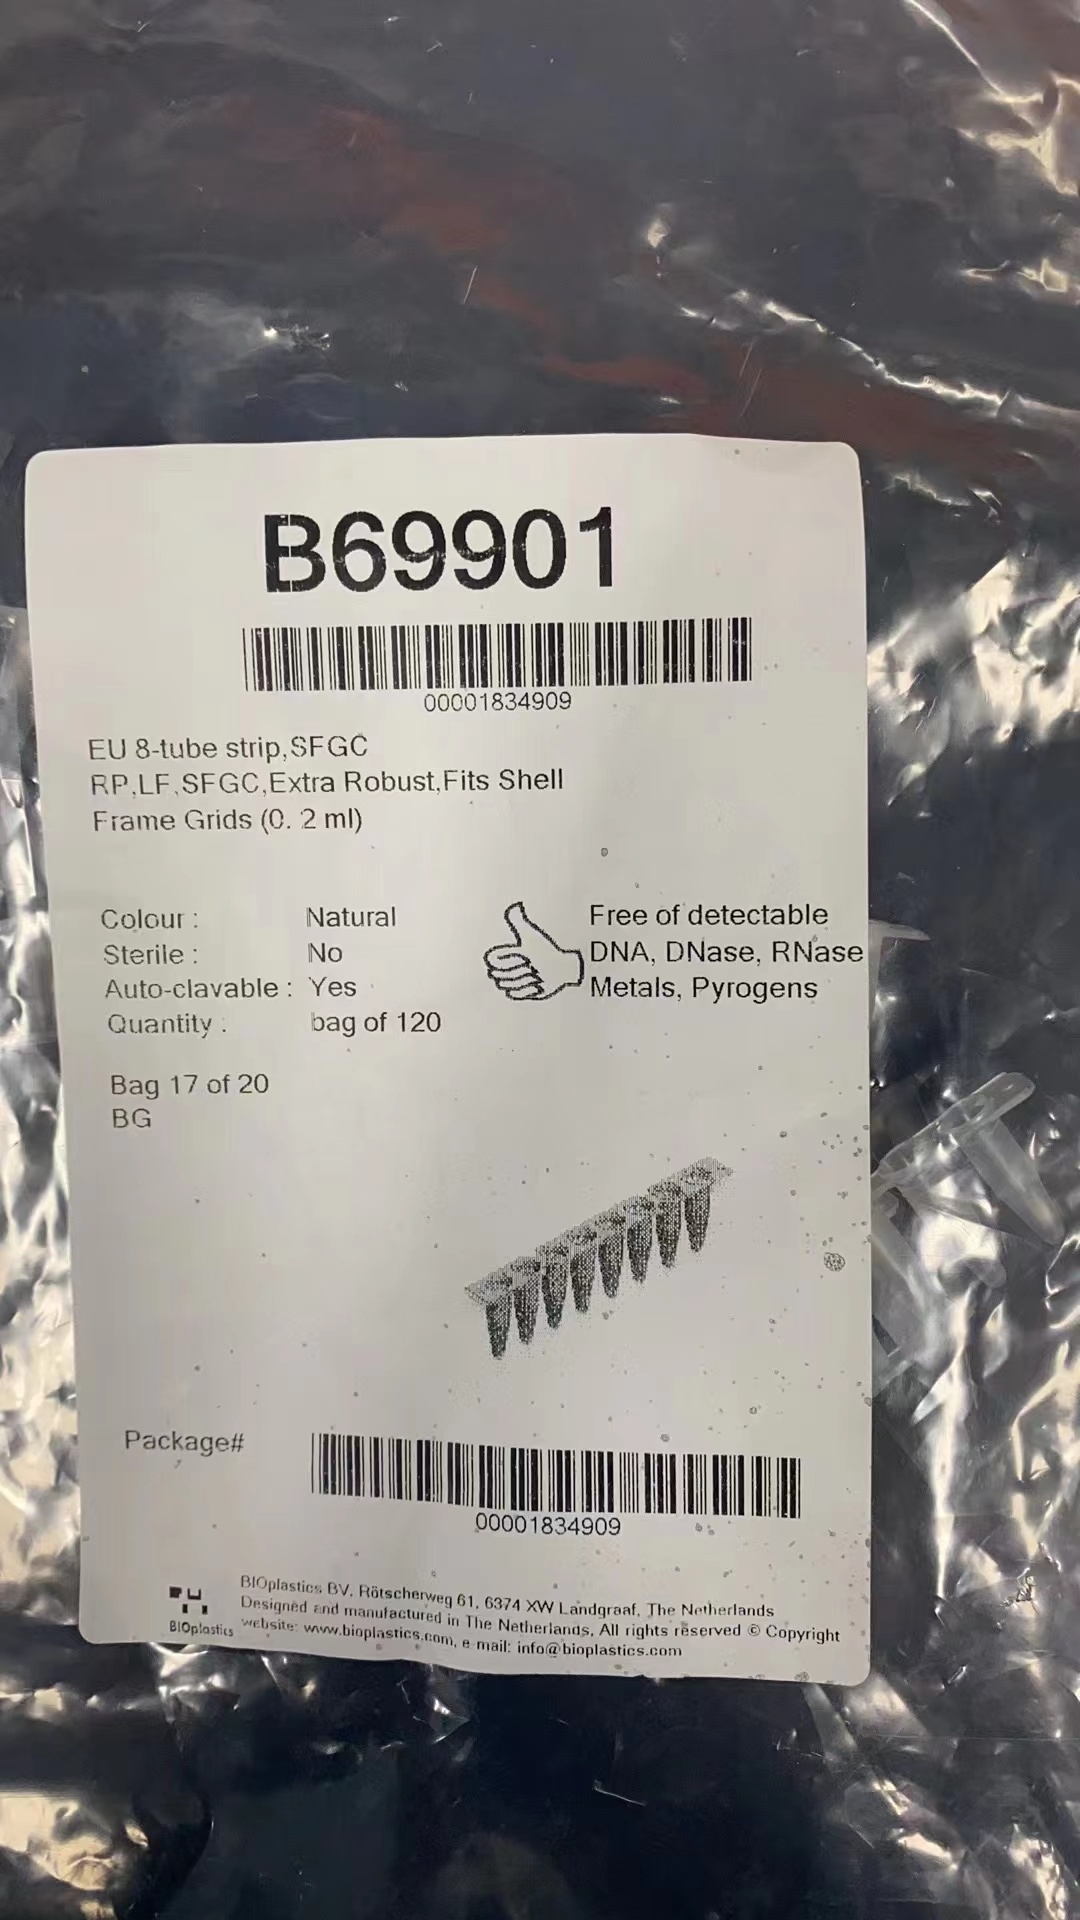 B69901
00001834909
EU 8-tube strip,SFGC
RP,LF,SFGC,Extra Robust,Fits Shell
Frame Grids (0. 2 ml)
Colour : Natural
Sterile : No
Auto-clavable : Yes
Quantity : bag of 120
Free of detectable
DNA, DNase, RNase
Metals, Pyrogens
Bag 17 of 20
BG
Package#
00001834909
BIOplastics
BIOplastics BV, Rötscherweg 61, 6374 XW Landgraaf, The Netherlands
Designed and manufactured in The Netherlands, All rights reserved © Copyright
website: www.bioplastics.com, e-mail: info@bioplastics.com